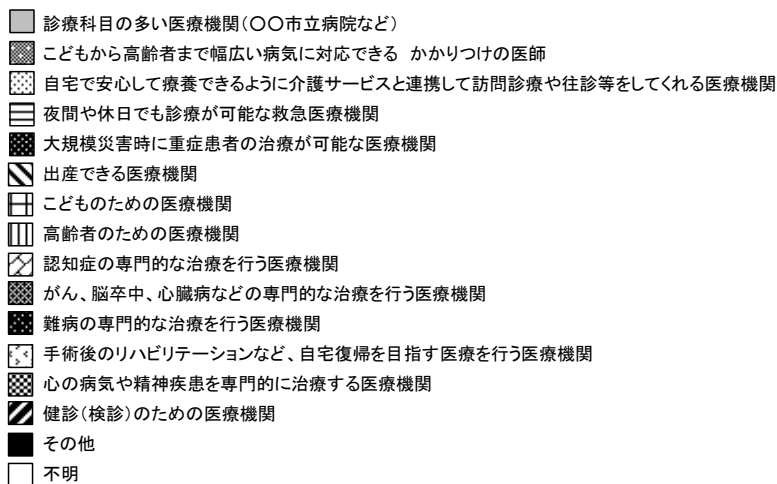 診療科目の多い医療機関（〇〇市立病院など）
こどもから高齢者まで幅広い病気に対応できる　かかりつけの医師
自宅で安心して療養できるように介護サービスと連携して訪問診療や往診等をしてくれる医療機関
夜間や休日でも診療が可能な救急医療機関
大規模災害時に重症患者の治療が可能な医療機関
出産できる医療機関
こどものための医療機関
高齢者のための医療機関
認知症の専門的な治療を行う医療機関
がん、脳卒中、心臓病などの専門的な治療を行う医療機関
難病の専門的な治療を行う医療機関
手術後のリハビリテーションなど、自宅復帰を目指す医療を行う医療機関
心の病気や精神疾患を専門的に治療する医療機関
健診（検診）のための医療機関
その他
不明